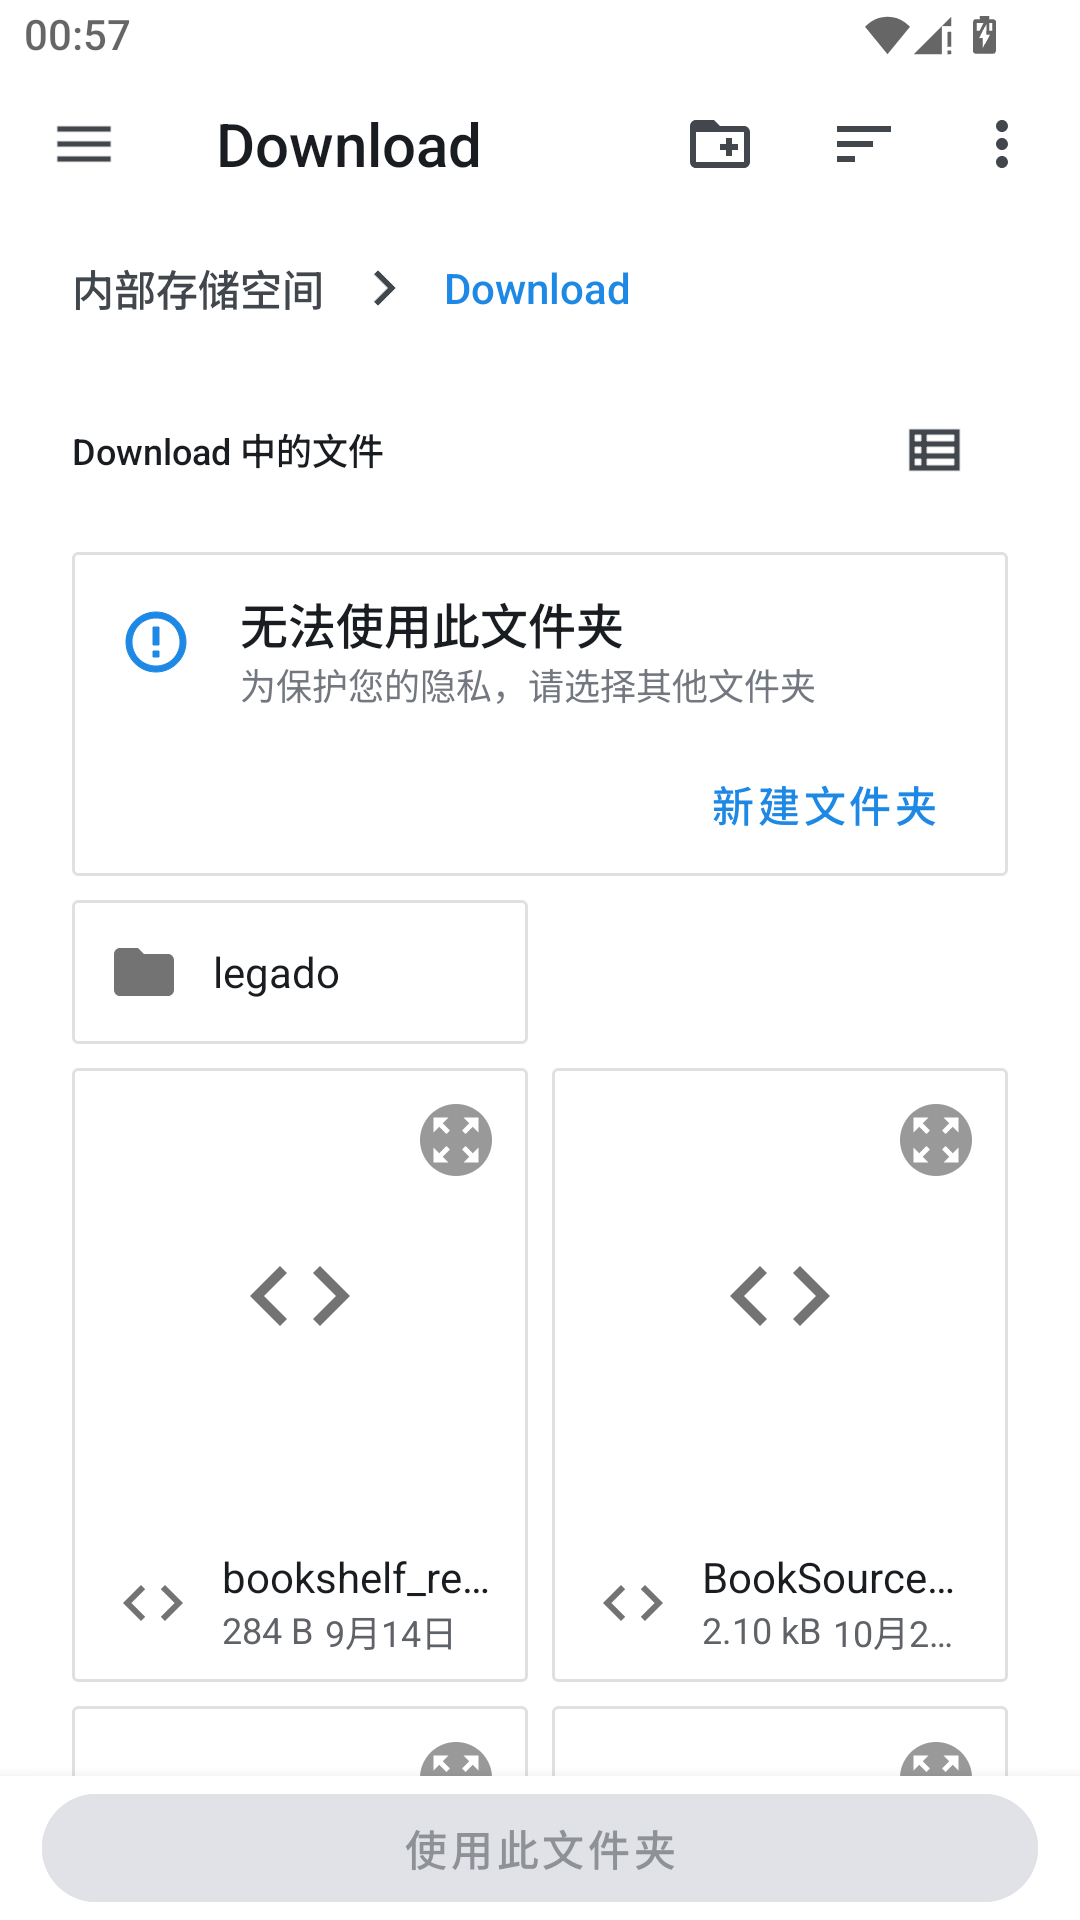 00:57
Download
内部存储空间 > Download
Download 中的文件
无法使用此文件夹
为保护您的隐私，请选择其他文件夹
新建文件夹
legado
bookshelf_re…
284 B 9月14日
BookSource…
2.10 kB 10月2…
使用此文件夹